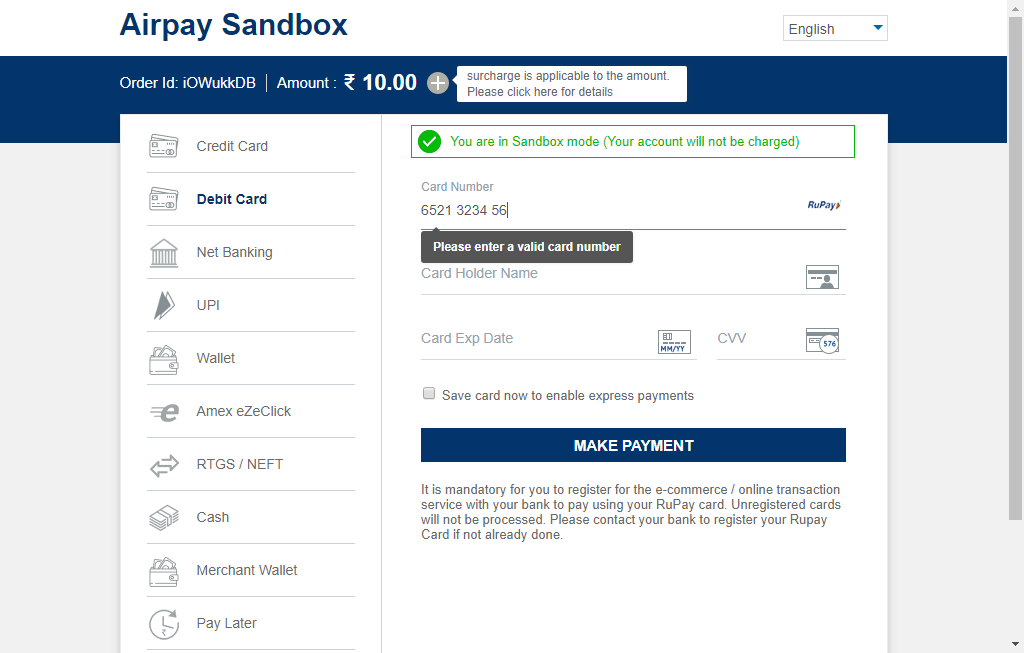 Airpay Sandbox
English
Order Id: iOWukkDB
Amount : ₹ 10.00
surcharge is applicable to the amount.
Please click here for details
Credit Card
Debit Card
Net Banking
UPI
Wallet
Amex eZeClick
RTGS / NEFT
Cash
Merchant Wallet
Pay Later
You are in Sandbox mode (Your account will not be charged)
Card Number
6521 3234 56
RuPay
Please enter a valid card number
Card Holder Name
Card Exp Date
MM/YY
CVV
576
Save card now to enable express payments
MAKE PAYMENT
It is mandatory for you to register for the e-commerce / online transaction
service with your bank to pay using your RuPay card. Unregistered cards
will not be processed. Please contact your bank to register your Rupay
Card if not already done.